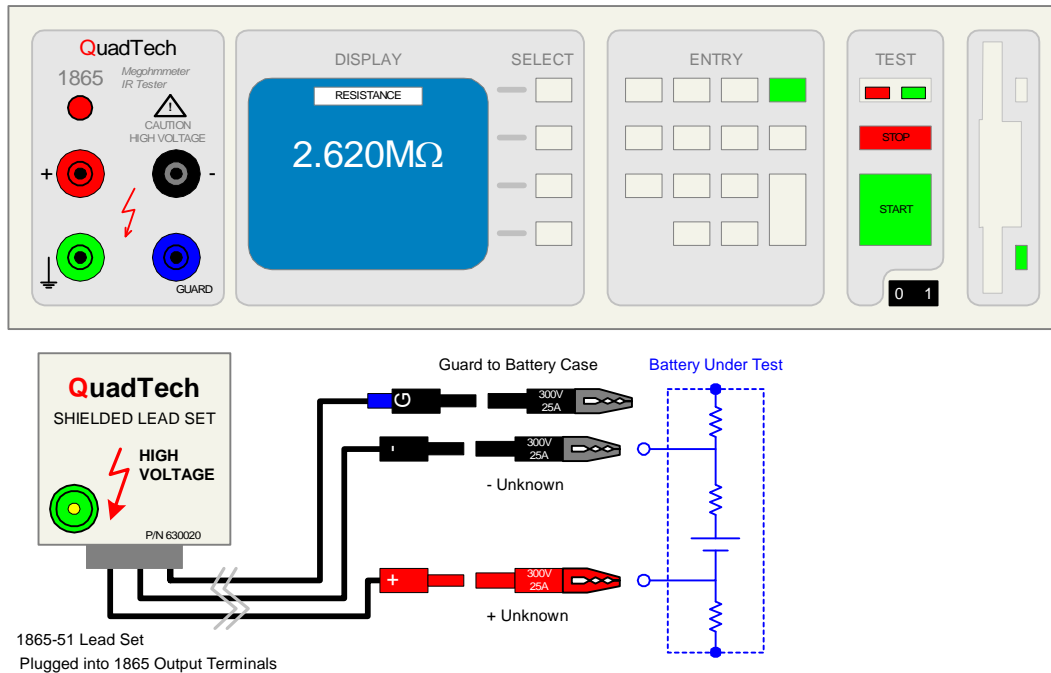 QuadTech
1865
Megohmmeter
IR Tester
CAUTION
HIGH VOLTAGE
+
-
GUARD
DISPLAY
RESISTANCE
2.620MΩ
SELECT
ENTRY
TEST
STOP
START
0 1
QuadTech
SHIELDED LEAD SET
HIGH
VOLTAGE
P/N 630020
Guard to Battery Case
Battery Under Test
G
300V
25A
-
300V
25A
- Unknown
+
300V
25A
+ Unknown
1865-51 Lead Set
Plugged into 1865 Output Terminals